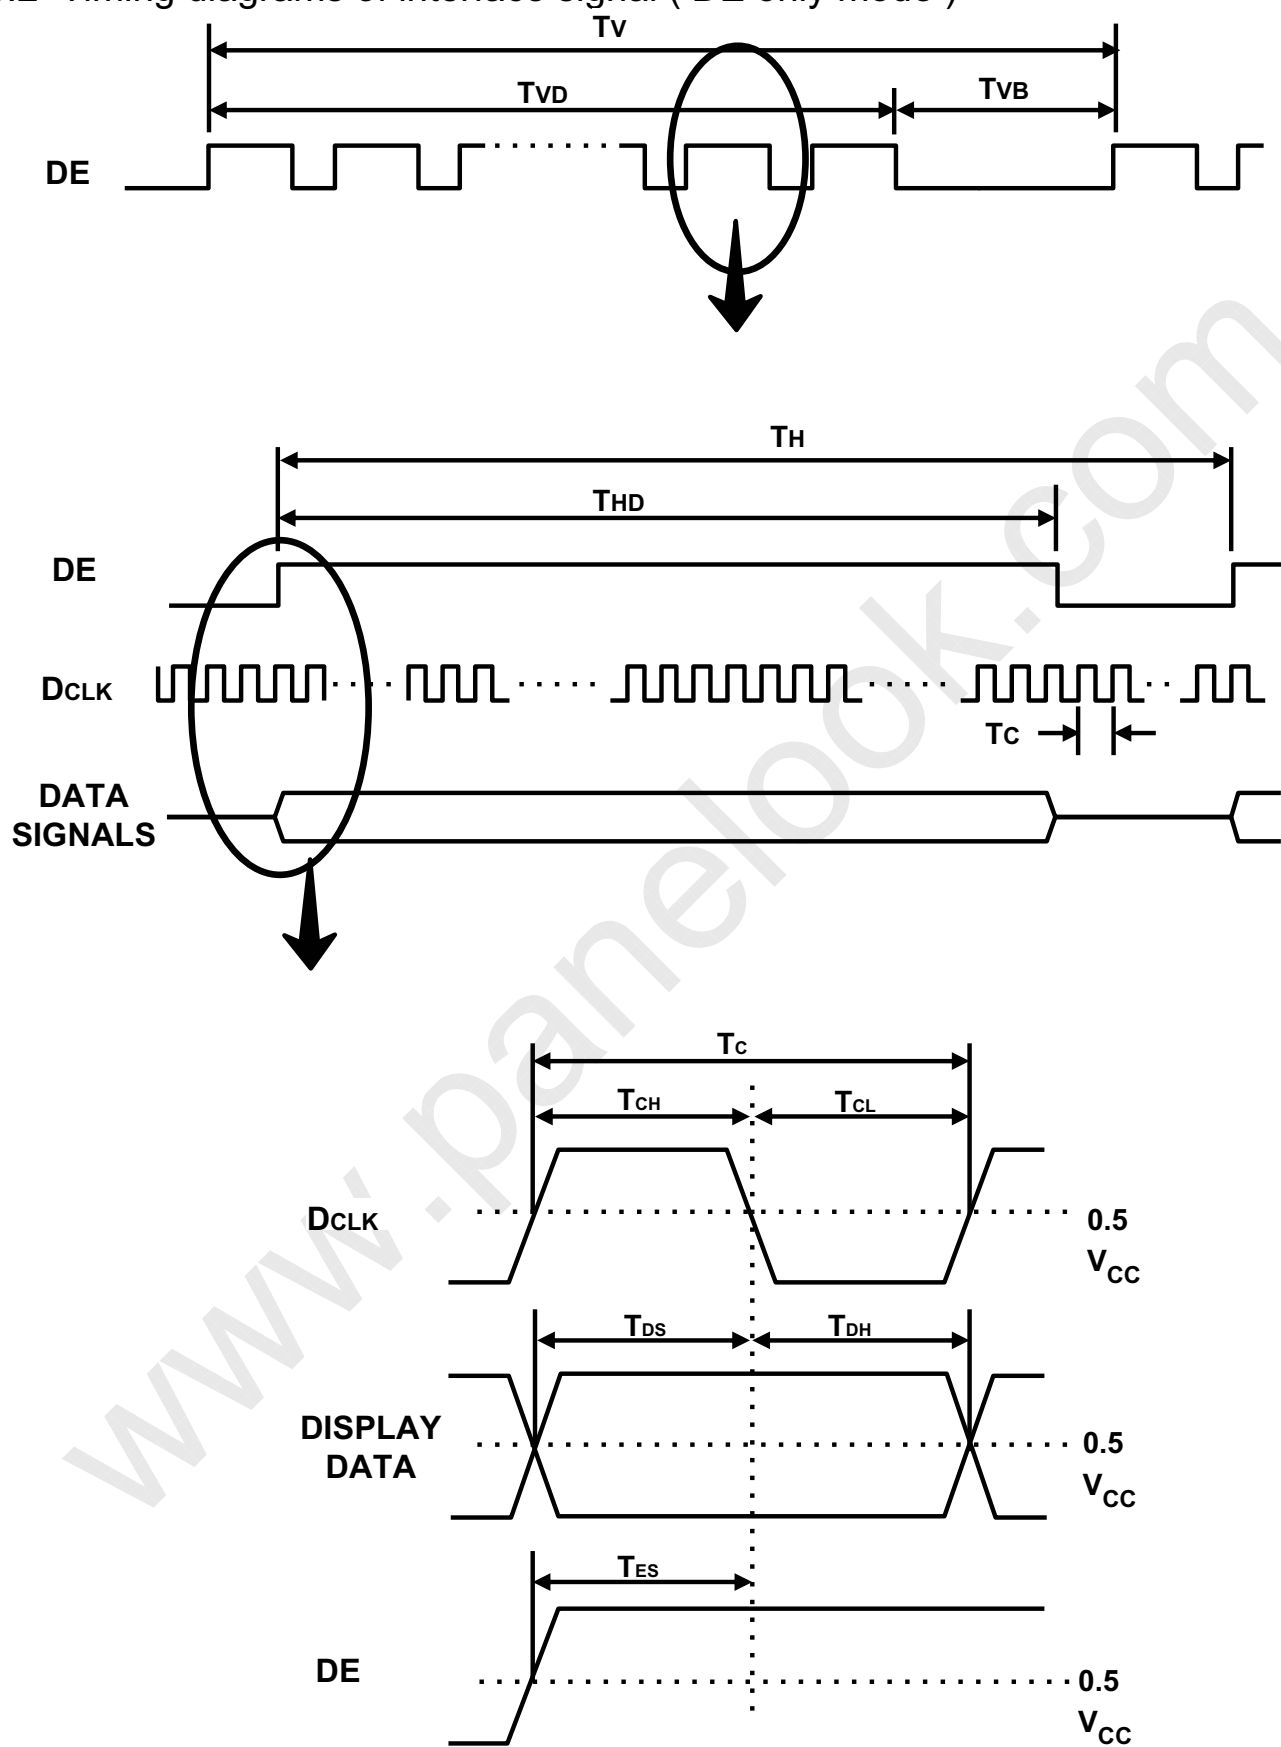 Timing diagrams of interface signal ( DE only mode )
TV
TVD TVB
DE
TH
THD
DE
DCLK
TC
DATA
SIGNALS
TC
TCH TCL
DCLK
0.5
VCC
TDS TDH
DISPLAY
DATA
0.5
VCC
TES
DE
0.5
VCC
www.panelook.com